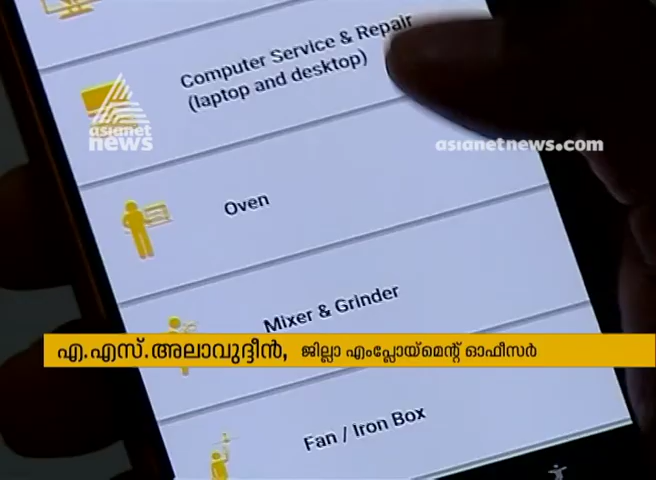 Computer Service & Repair
(laptop and desktop)
asianet
news
asianetnews.com
Oven
Mixer & Grinder
എ.എസ്.അലാവുദ്ദീൻ, ജില്ലാ എംപ്ലോയ്മെന്റ് ഓഫീസർ
Fan / Iron Box